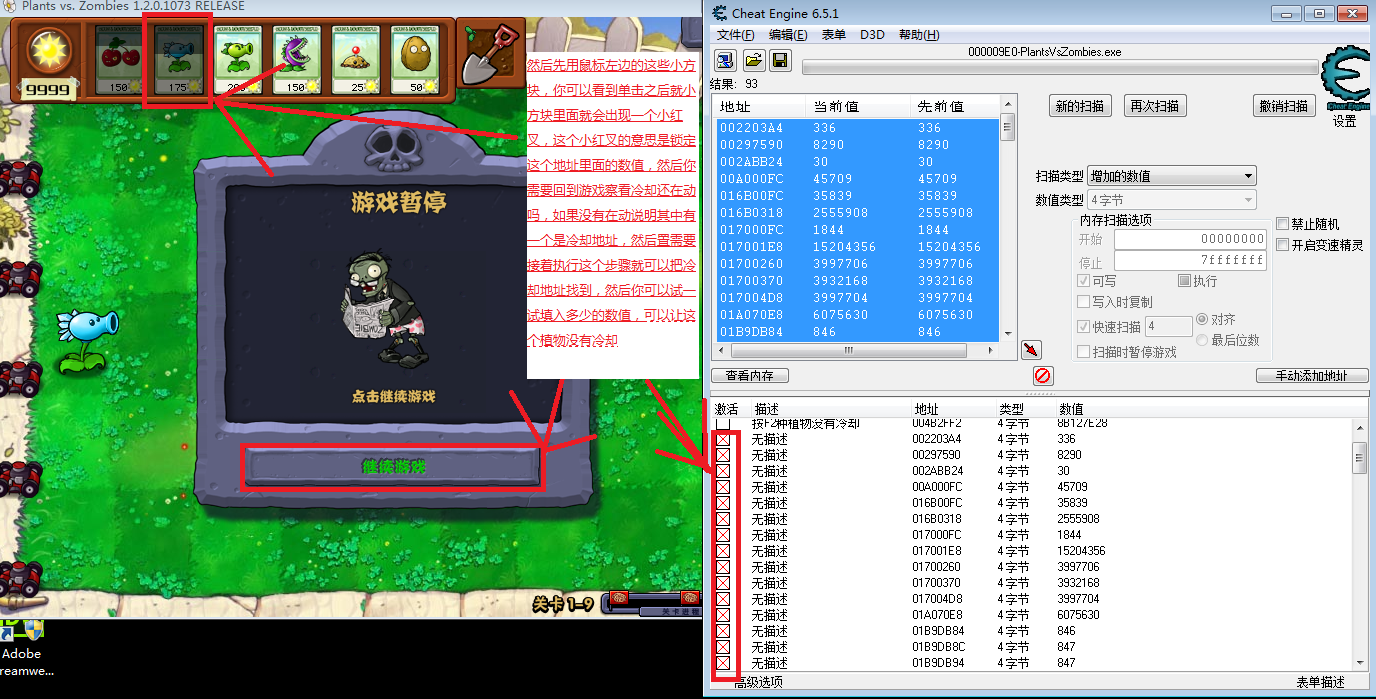 Plants vs. Zombies 1.2.0.1073 RELEASE
9999
150
175
200
150
25
50
游戏暂停
点击继续游戏
继续游戏
关卡 1-9
关卡进程
Adobe
reamwe...
然后先用鼠标左边的这些小方
块，你可以看到单击之后就小
方块里面就会出现一个小红
叉，这个小红叉的意思是锁定
这个地址里面的数值，然后你
需要回到游戏察看冷却还在动
吗，如果没有在动说明其中有
一个是冷却地址，然后置需要
接着执行这个步骤就可以把冷
却地址找到，然后你可以试一
试填入多少的数值，可以让这
个植物没有冷却
Cheat Engine 6.5.1
文件(F) 编辑(E) 表单 D3D 帮助(H)
000009E0-PlantsVsZombies.exe
结果: 93
Cheat Engine
设置
地址 当前值 先前值
002203A4 336 336
00297590 8290 8290
002ABB24 30 30
00A000FC 45709 45709
016B00FC 35839 35839
016B0318 2555908 2555908
017000FC 1844 1844
017001E8 15204356 15204356
01700260 3997706 3997706
01700370 3932168 3932168
017004D8 3997704 3997704
01A070E8 6075630 6075630
01B9DB84 846 846
新的扫描 再次扫描 撤销扫描
扫描类型 增加的数值
数值类型 4字节
内存扫描选项
开始 00000000
停止 7fffffff
可写 执行
写入时复制
快速扫描 4 对齐
最后位数
扫描时暂停游戏
禁止随机
开启变速精灵
查看内存 手动添加地址
激活 描述 地址 类型 数值
按F2种植物没有冷却 004B2FF2 4字节 8B127E28
无描述 002203A4 4字节 336
无描述 00297590 4字节 8290
无描述 002ABB24 4字节 30
无描述 00A000FC 4字节 45709
无描述 016B00FC 4字节 35839
无描述 016B0318 4字节 2555908
无描述 017000FC 4字节 1844
无描述 017001E8 4字节 15204356
无描述 01700260 4字节 3997706
无描述 01700370 4字节 3932168
无描述 017004D8 4字节 3997704
无描述 01A070E8 4字节 6075630
无描述 01B9DB84 4字节 846
无描述 01B9DB8C 4字节 847
无描述 01B9DB94 4字节 847
高级选项 表单描述